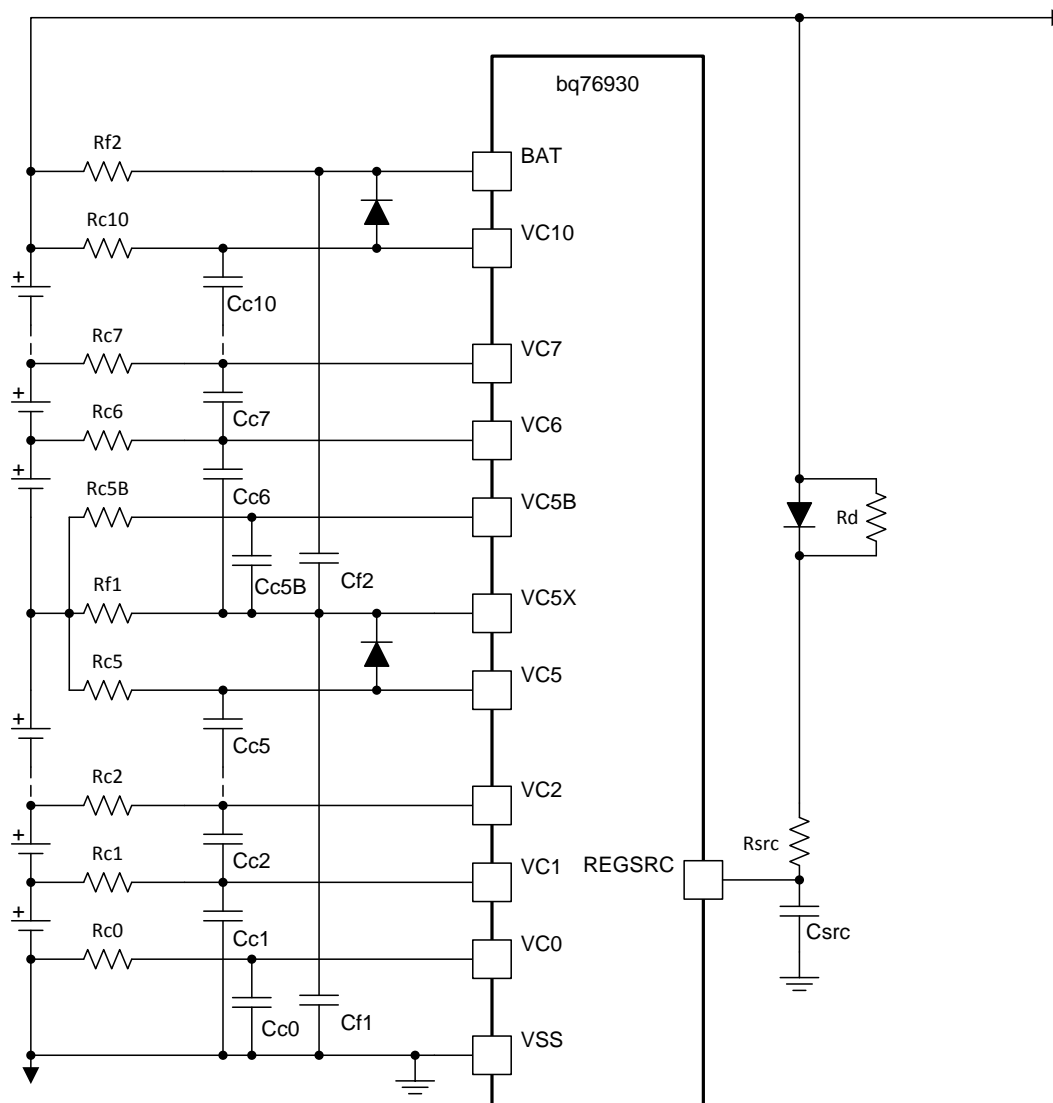 bq76930
Rf2
BAT
Rc10
VC10
+
Cc10
Rc7
VC7
+
Cc7
Rc6
VC6
+
Cc6
Rc5B
VC5B
Rd
Cc5B
Cf2
Rf1
VC5X
Rc5
VC5
+
Cc5
Rc2
VC2
+
Cc2
Rsrc
Rc1
VC1
REGSRC
+
Cc1
Csrc
Rc0
VC0
Cc0
Cf1
VSS